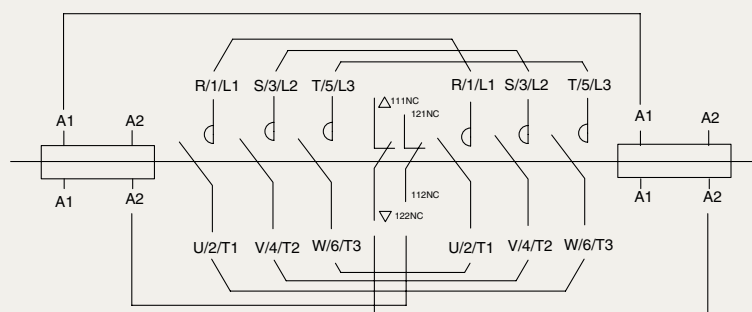 R/1/L1 S/3/L2 T/5/L3 R/1/L1 S/3/L2 T/5/L3
111NC
121NC
A1 A2 A1 A2
A1 A2 A1 A2
112NC
122NC
U/2/T1 V/4/T2 W/6/T3 U/2/T1 V/4/T2 W/6/T3